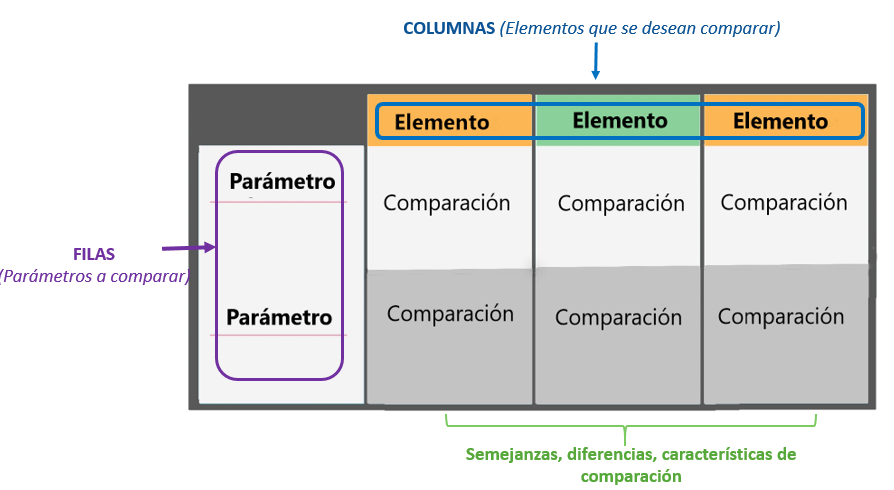 COLUMNAS (Elementos que se desean comparar)
Elemento Elemento Elemento
Parámetro
Comparación Comparación Comparación
FILAS
(Parámetros a comparar)
Parámetro
Comparación Comparación Comparación
Semejanzas, diferencias, características de
comparación